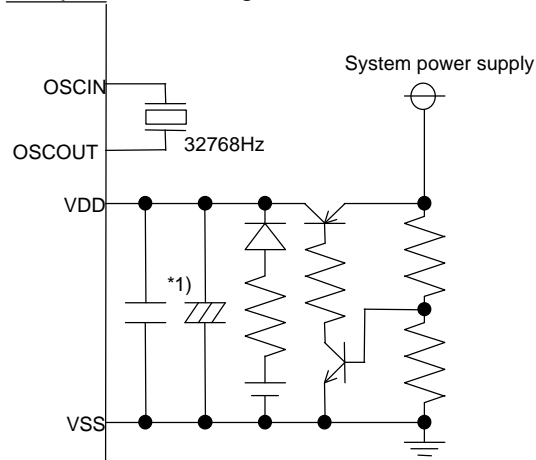 System power supply
OSCIN
32768Hz
OSCOUT
VDD
*1)
VSS